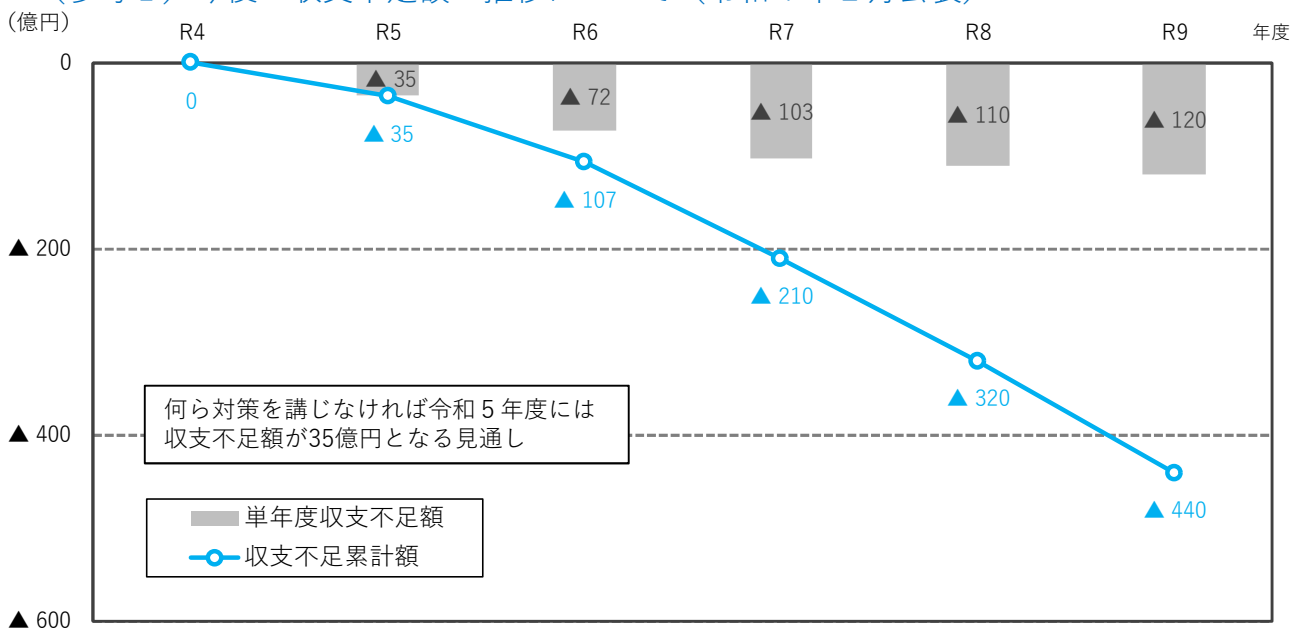 (億円)
R4 R5 R6 R7 R8 R9 年度
0
▲ 35 ▲ 72 ▲ 103 ▲ 110 ▲ 120
0
▲ 35
▲ 107
▲ 200
▲ 210
▲ 320
何ら対策を講じなければ令和５年度には
収支不足額が35億円となる見通し
▲ 400
▲ 440
単年度収支不足額
収支不足累計額
▲ 600